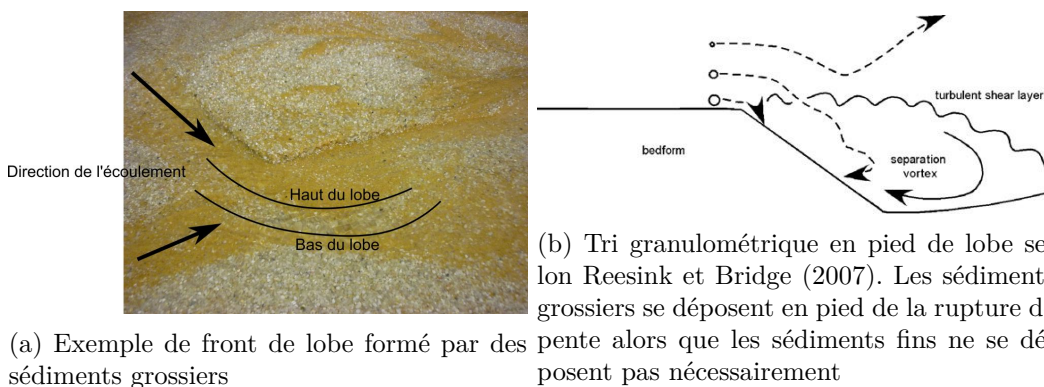 Direction de l'écoulement
Haut du lobe
Bas du lobe
(a) Exemple de front de lobe formé par des
sédiments grossiers
turbulent shear layer
bedform
separation
vortex
(b) Tri granulométrique en pied de lobe se
lon Reesink et Bridge (2007). Les sédiment
grossiers se déposent en pied de la rupture d
pente alors que les sédiments fins ne se dé
posent pas nécessairement